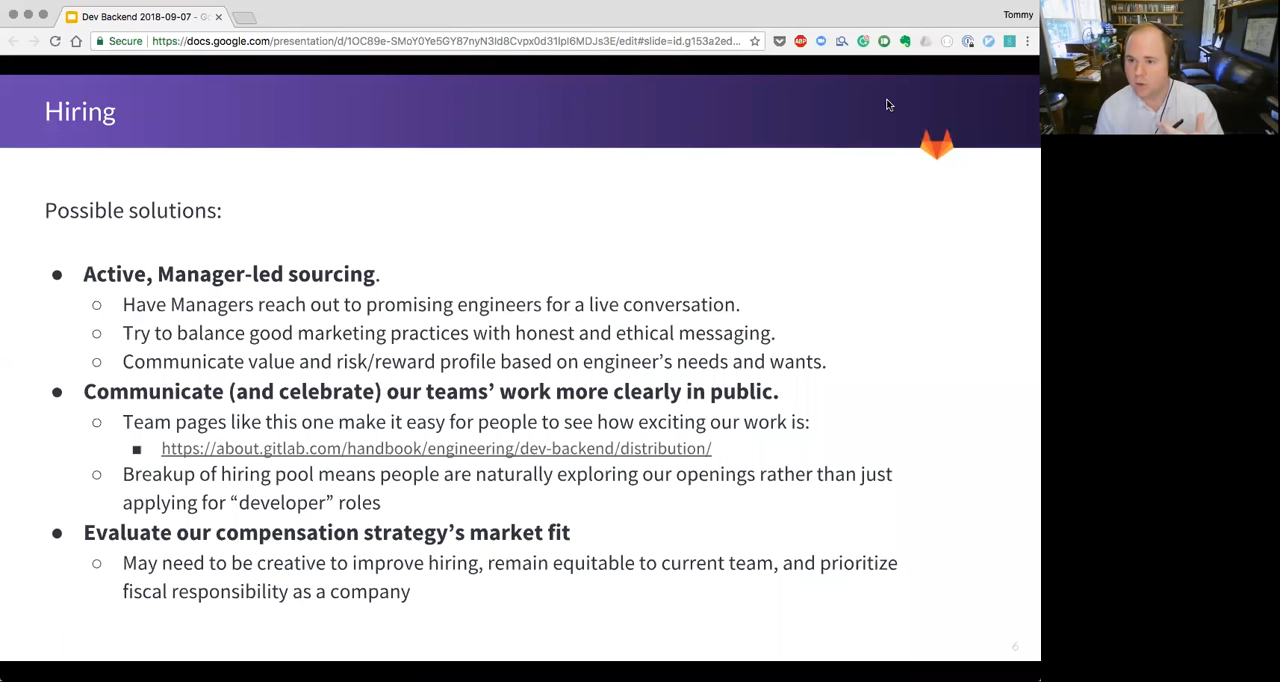 Dev Backend 2018-09-07 - Go
Tommy
Secure https://docs.google.com/presentation/d/1OC89e-SMoY0Ye5GY87nyN3ld8Cvpx0d31lpl6MDJs3E/edit#slide=id.g153a2ed...
ABP
Hiring
Possible solutions:
● Active, Manager-led sourcing.
○ Have Managers reach out to promising engineers for a live conversation.
○ Try to balance good marketing practices with honest and ethical messaging.
○ Communicate value and risk/reward profile based on engineer’s needs and wants.
● Communicate (and celebrate) our teams’ work more clearly in public.
○ Team pages like this one make it easy for people to see how exciting our work is:
■ https://about.gitlab.com/handbook/engineering/dev-backend/distribution/
○ Breakup of hiring pool means people are naturally exploring our openings rather than just
applying for “developer” roles
● Evaluate our compensation strategy’s market fit
○ May need to be creative to improve hiring, remain equitable to current team, and prioritize
fiscal responsibility as a company
6